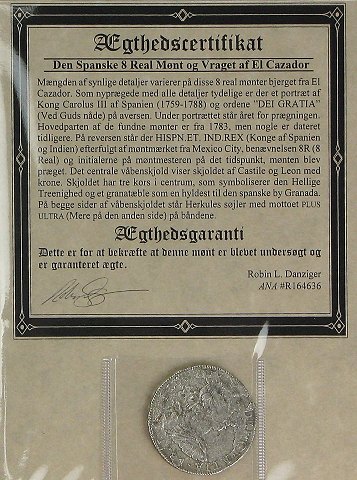 Ægthedscertifikat
Den Spanske 8 Real Mønt og Vraget af El Cazador
Mængden af synlige detaljer varierer på disse 8 real mønter bjerget fra El
Cazador. Som nyprægede med alle detaljer tydelige er der et portræt af
Kong Carolus III af Spanien (1759-1788) og ordene "DEI GRATIA"
(Ved Guds nåde) på aversen. Under portrættet står året for prægningen.
Hovedparten af de fundne mønter er fra 1783, men nogle er dateret
tidligere. På reversen står der HISPN.ET. IND.REX (Konge af Spanien
og Indien) efterfulgt af møntmærket fra Mexico City, benævnelsen 8R (8
Real) og initialerne på møntmesteren på det tidspunkt, mønten blev
præget. Det centrale våbenskjold viser skjoldet af Castile og Leon med
krone. Skjoldet har tre kors i centrum, som symboliserer den Hellige
Treenighed og et granatæble som en hyldest til den spanske by Granada.
På begge sider af våbenskjoldet står Herkules søjler med mottoet PLUS
ULTRA (Mere på den anden side) på båndene.
Ægthedsgaranti
Dette er for at bekræfte at denne mønt er blevet undersøgt og
er garanteret ægte.
Robin L. Danziger
ANA #R164636